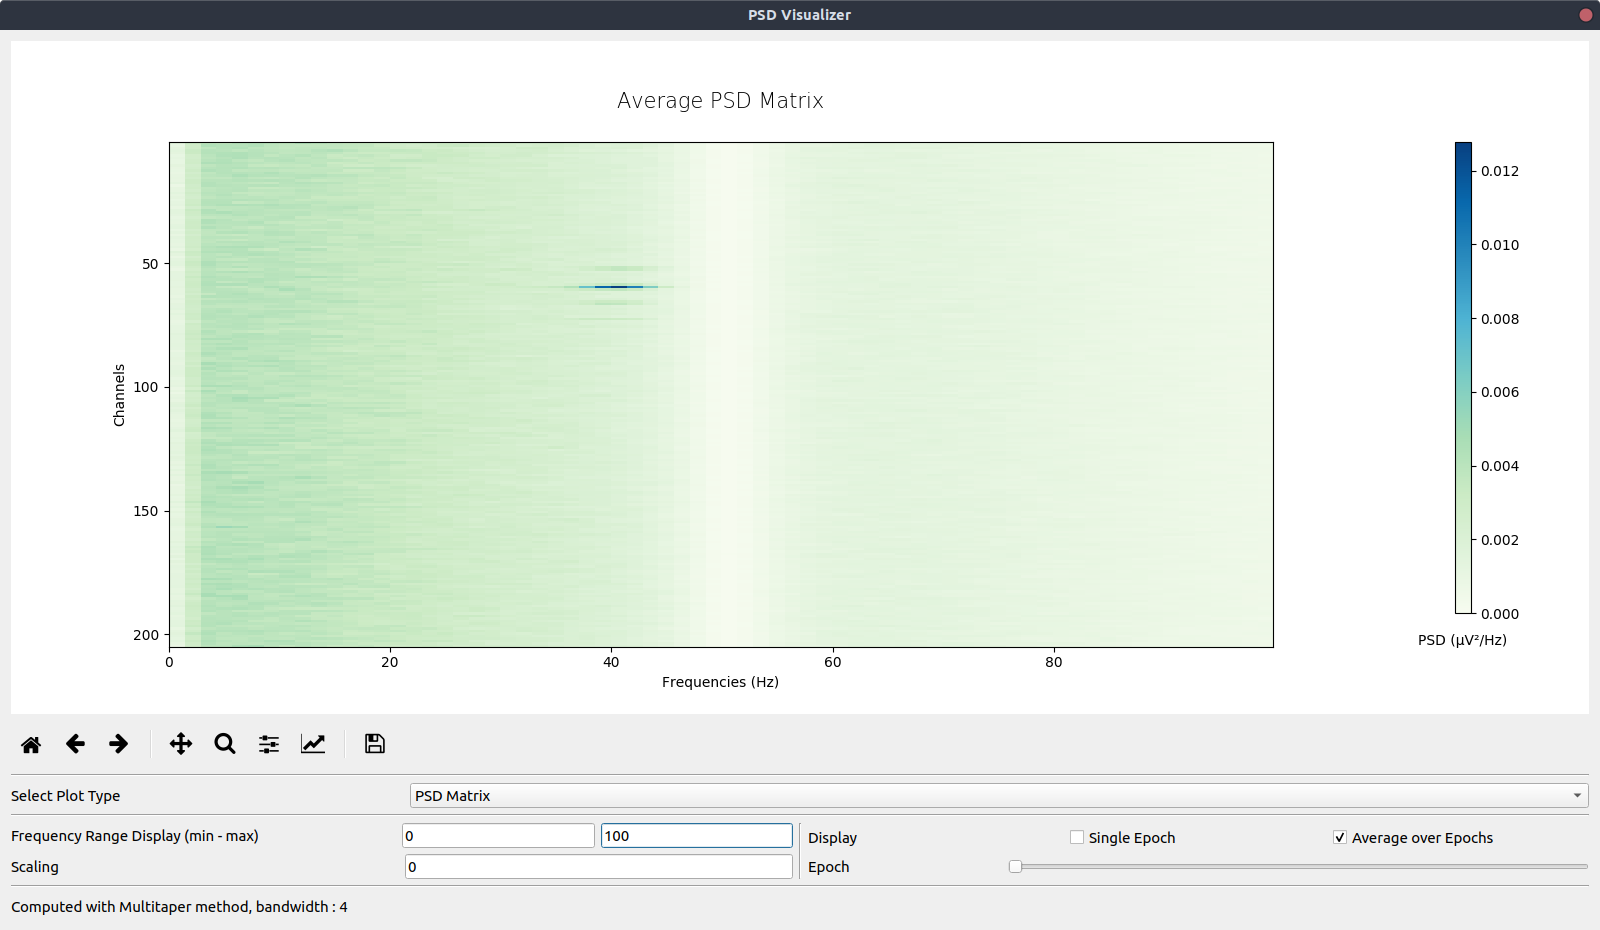 PSD Visualizer
Average PSD Matrix
Channels
50
100
150
200
0 20 40 60 80
Frequencies (Hz)
0.012
0.010
0.008
0.006
0.004
0.002
0.000
PSD (µV²/Hz)
Select Plot Type PSD Matrix
Frequency Range Display (min - max) 0 100 Display Single Epoch Average over Epochs
Scaling 0 Epoch
Computed with Multitaper method, bandwidth : 4